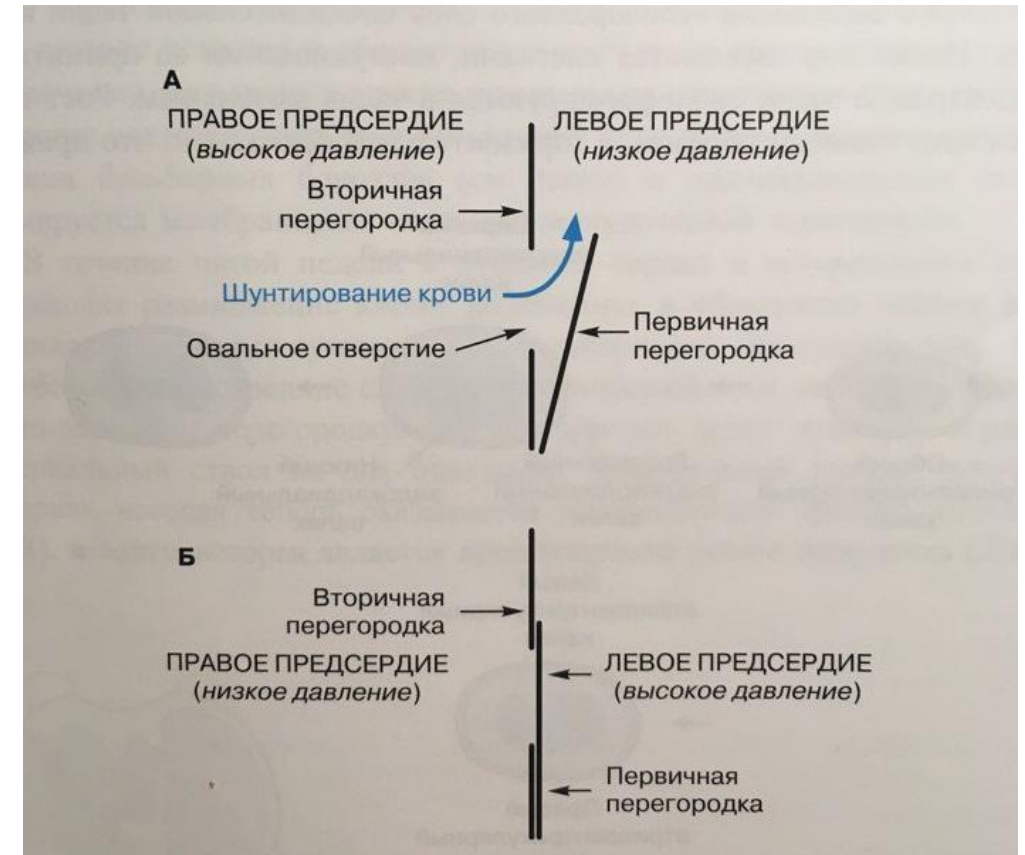 А
ПРАВОЕ ПРЕДСЕРДИЕ
(высокое давление)
ЛЕВОЕ ПРЕДСЕРДИЕ
(низкое давление)
Вторичная
перегородка
Шунтирование крови
Овальное отверстие
Первичная
перегородка
Б
Вторичная
перегородка
ПРАВОЕ ПРЕДСЕРДИЕ
(низкое давление)
ЛЕВОЕ ПРЕДСЕРДИЕ
(высокое давление)
Первичная
перегородка